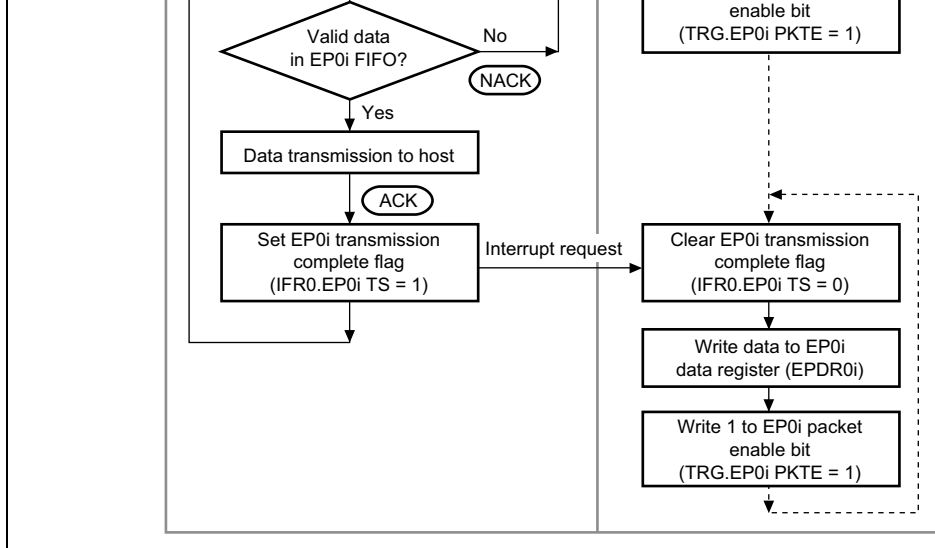 enable bit
(TRG.EP0i PKTE = 1)
Valid data
in EP0i FIFO?
No
NACK
Yes
Data transmission to host
ACK
Set EP0i transmission
complete flag
(IFR0.EP0i TS = 1)
Interrupt request
Clear EP0i transmission
complete flag
(IFR0.EP0i TS = 0)
Write data to EP0i
data register (EPDR0i)
Write 1 to EP0i packet
enable bit
(TRG.EP0i PKTE = 1)